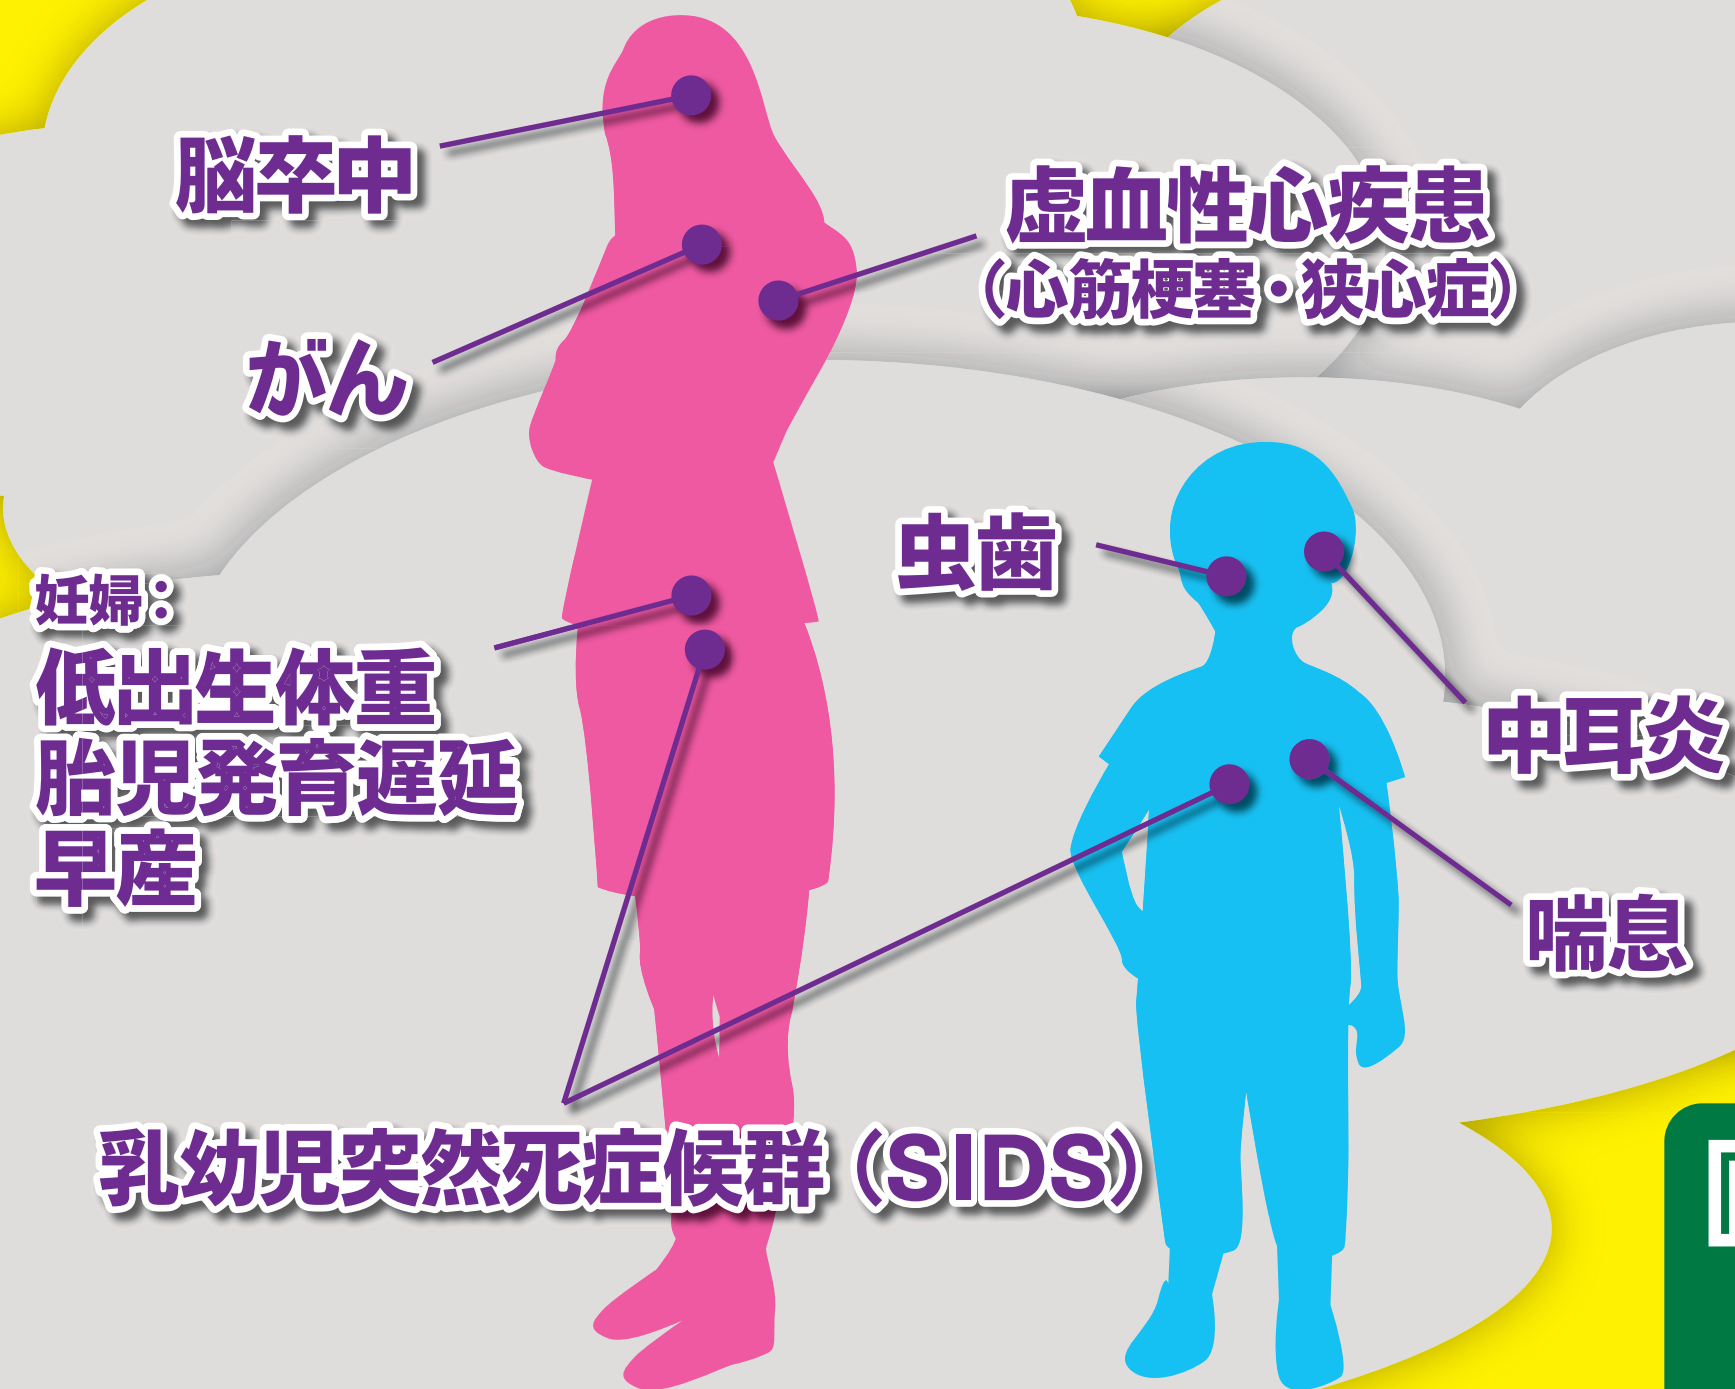 脳卒中
虚血性心疾患
（心筋梗塞・狭心症）
がん
虫歯
妊婦：
低出生体重
胎児発育遅延
早産
中耳炎
喘息
乳幼児突然死症候群（SIDS）